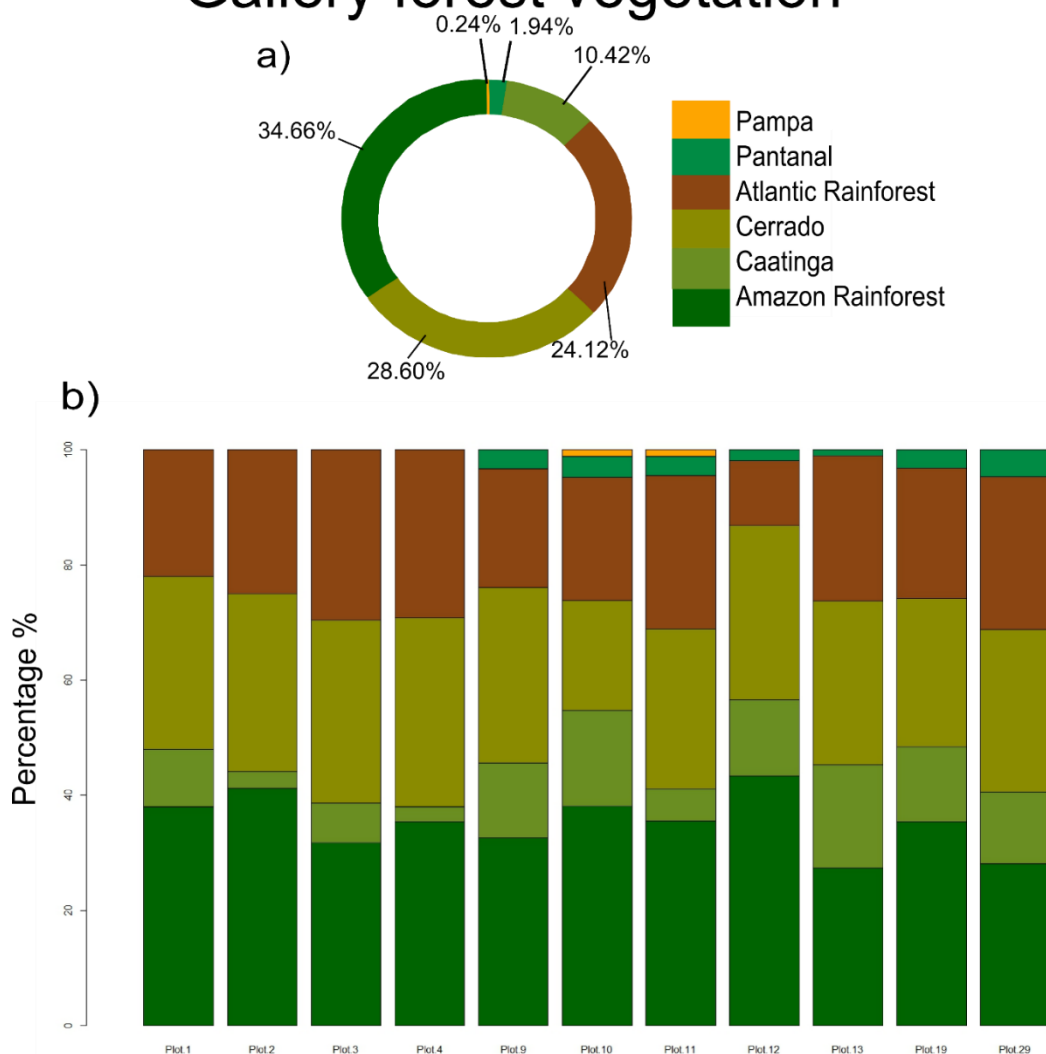 Gallery forest vegetation
a)
0.24% 1.94%
10.42%
34.66%
24.12%
28.60%
Pampa
Pantanal
Atlantic Rainforest
Cerrado
Caatinga
Amazon Rainforest
b)
Percentage %
100
80
60
40
20
0
Plot.1 Plot.2 Plot.3 Plot.4 Plot.9 Plot.10 Plot.11 Plot.12 Plot.13 Plot.19 Plot.29